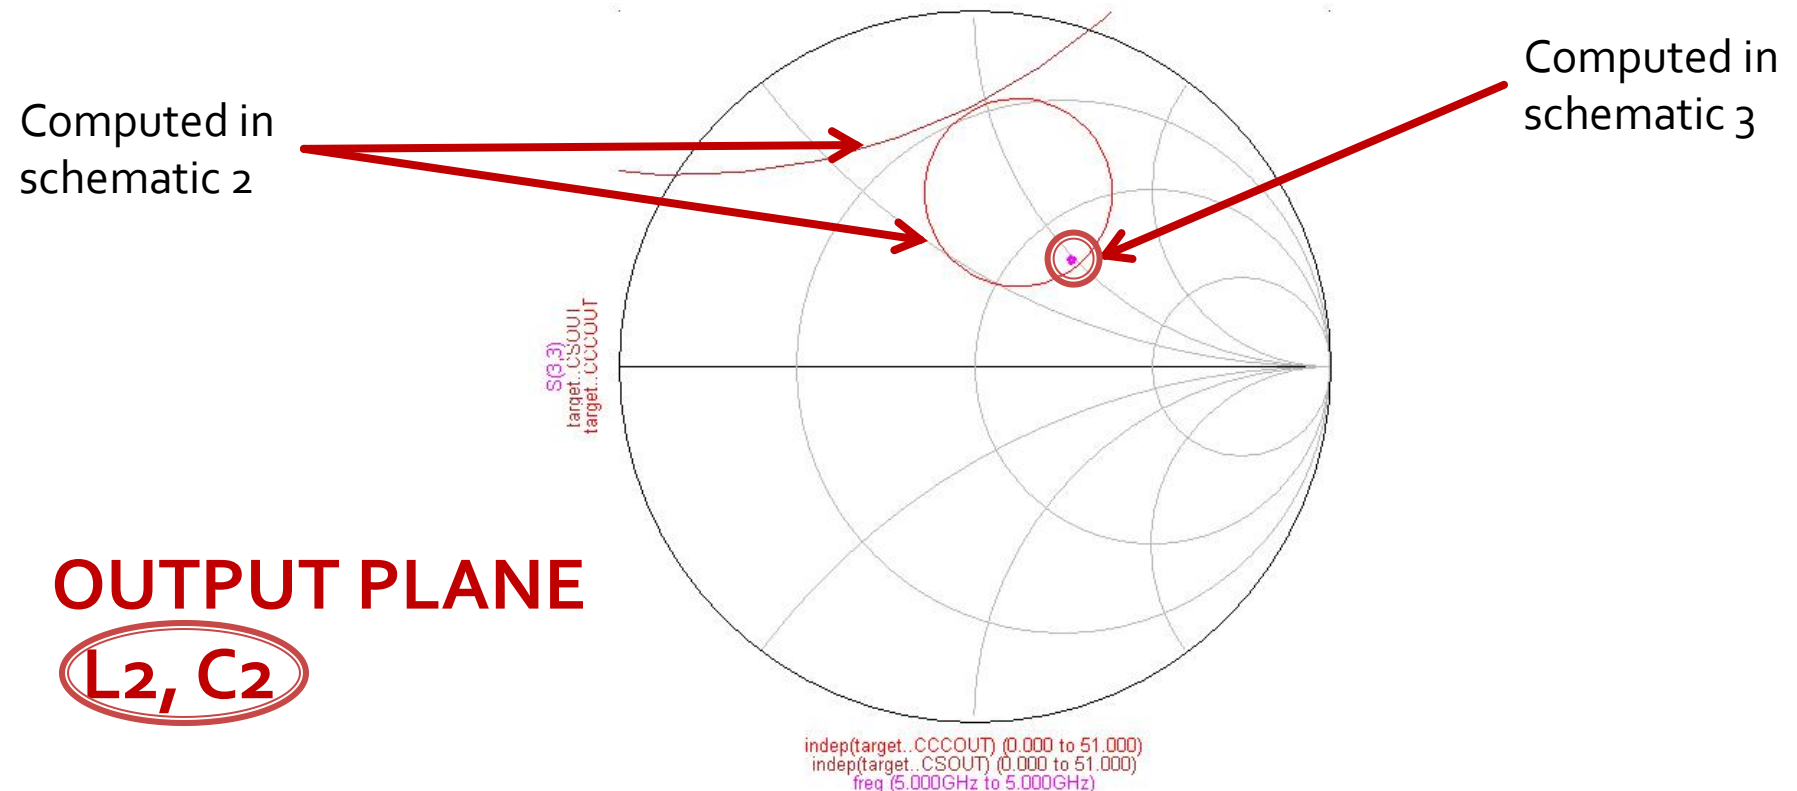 Computed in
schematic 2
Computed in
schematic 3
S(3,3)
target..CSOUT
target..CCCOUT
OUTPUT PLANE
L2, C2
indep(target..CCCOUT) (0.000 to 51.000)
indep(target..CSOUT) (0.000 to 51.000)
freq (5.000GHz to 5.000GHz)